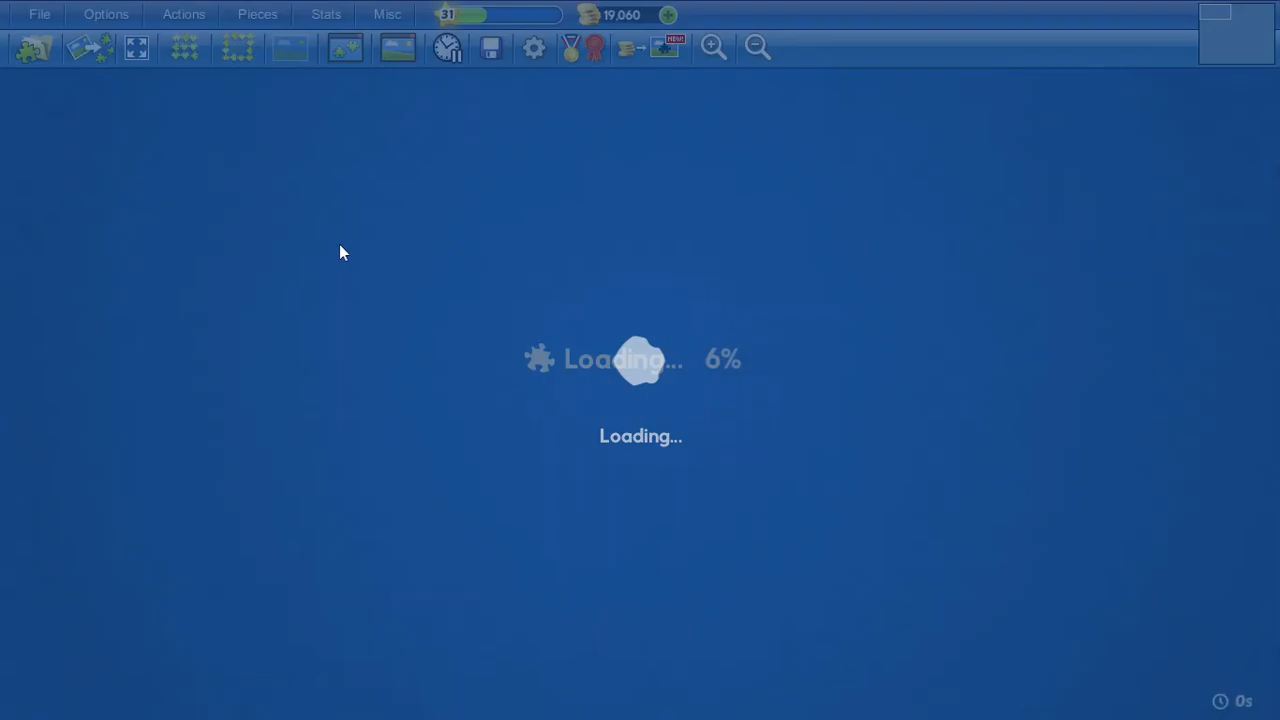 File Options Actions Pieces Stats Misc 31 19,060
NEW!
Loading... 6%
Loading...
0s